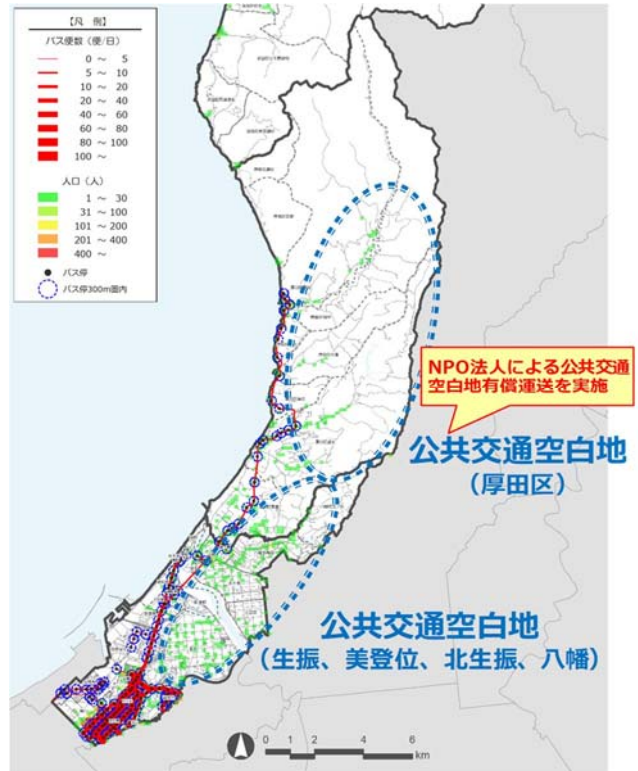 【凡　例】
バス便数（便/日）
0 ～ 5
5 ～ 10
10 ～ 20
20 ～ 40
40 ～ 60
60 ～ 80
80 ～ 100
100 ～
人口（人）
1 ～ 30
31 ～ 100
101 ～ 200
201 ～ 400
400 ～
バス停
バス停300m圏内
NPO法人による公共交通
空白地有償運送を実施
公共交通空白地
（厚田区）
公共交通空白地
（生振、美登位、北生振、八幡）
0 1 2 4 6
km